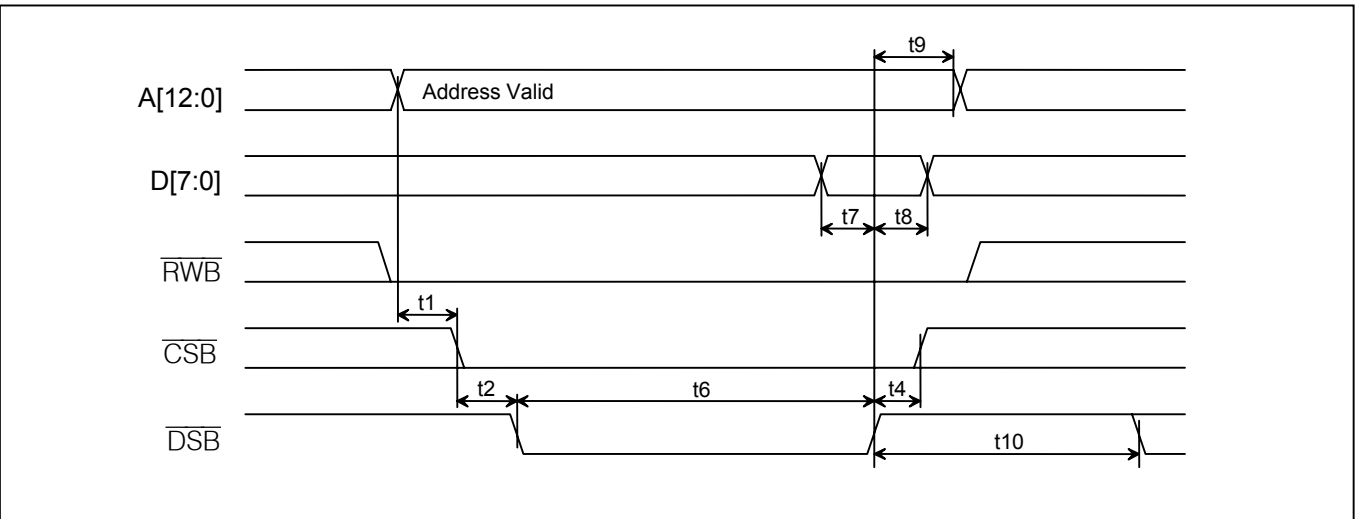 t9
A[12:0] Address Valid
D[7:0]
t7 t8
RWB
t1
CSB
t2 t6 t4
DSB
t10